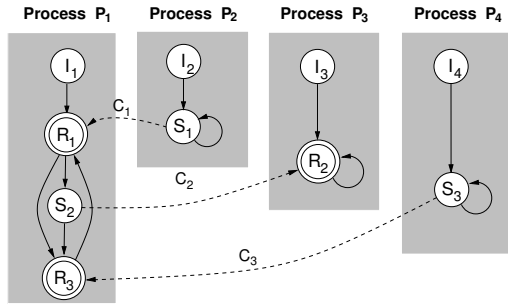 Process P1 Process P2 Process P3 Process P4
I1 I2 I3 I4
C1
R1 S1
R2
C2
S2 S3
C3
R3